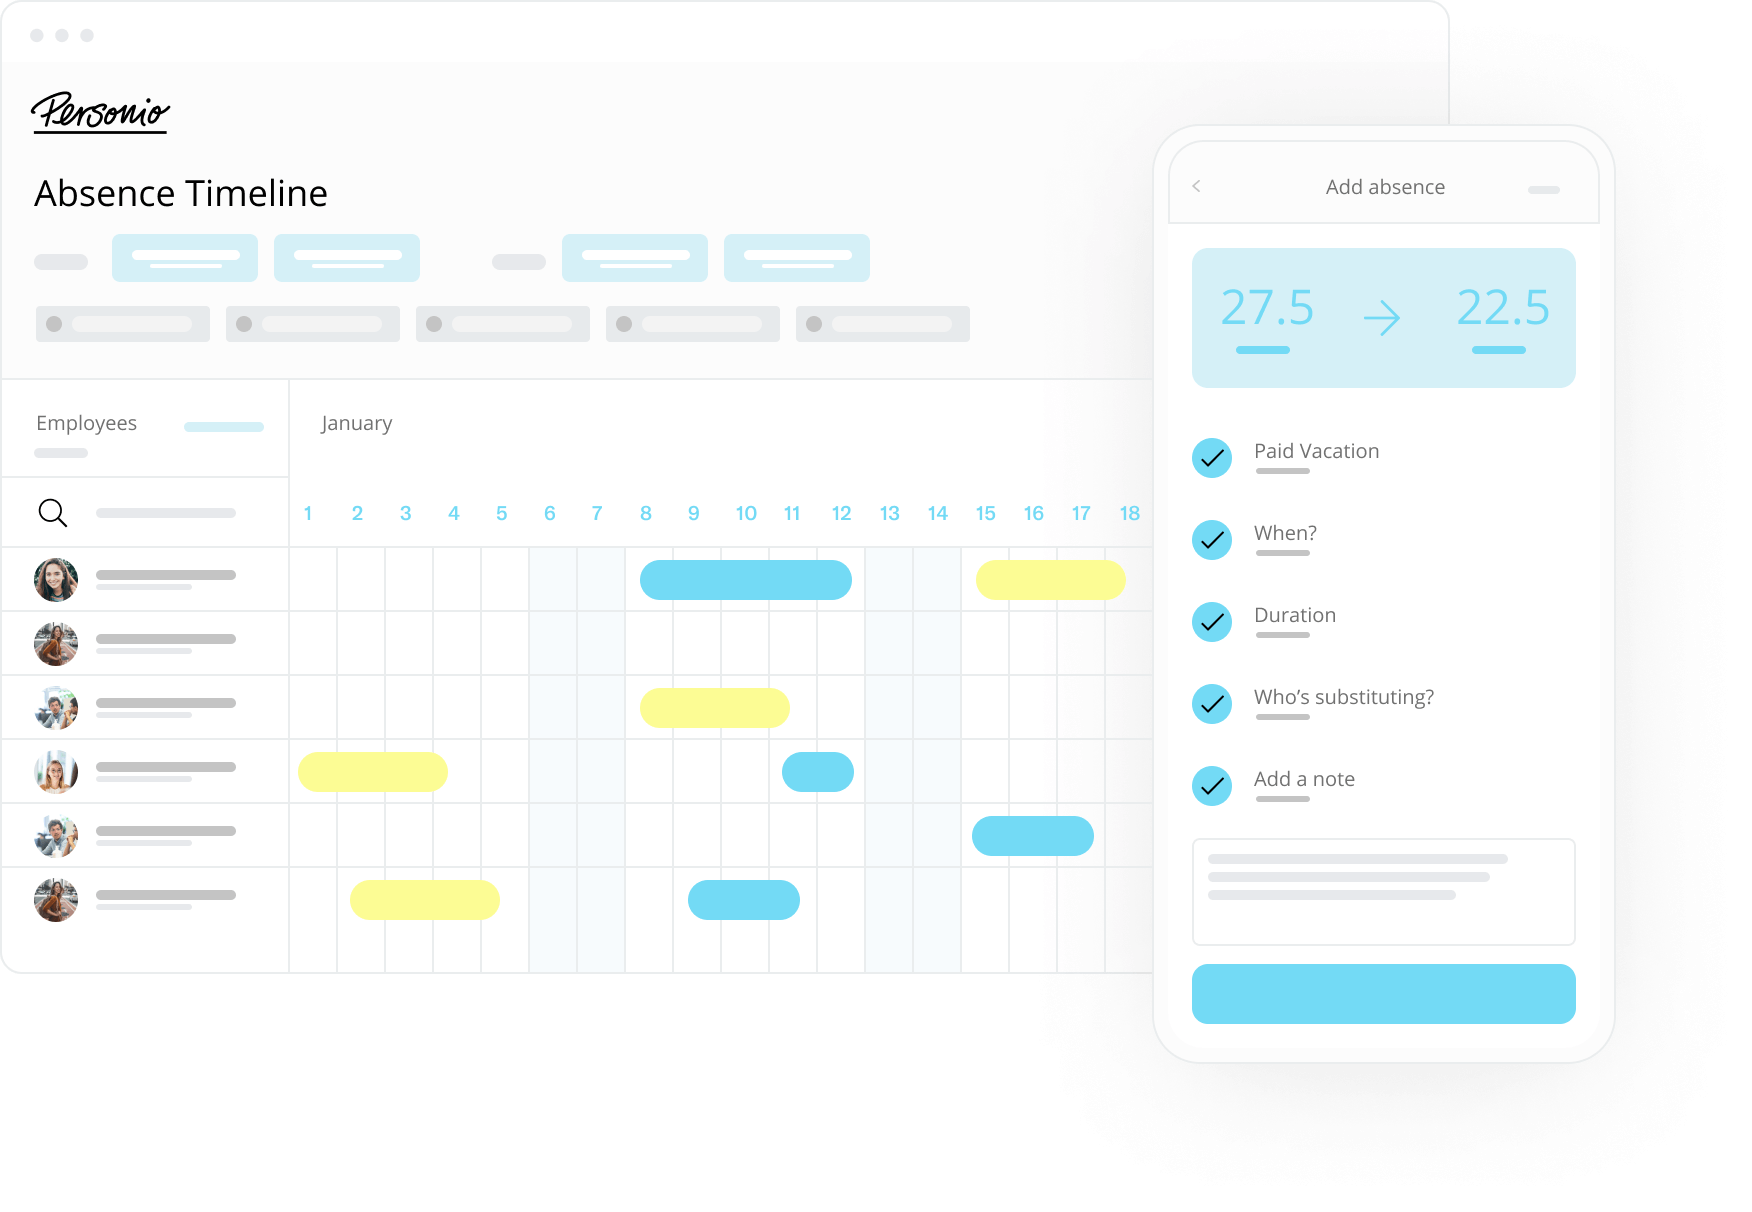 Personio
Absence Timeline
Employees
January
1 2 3 4 5 6 7 8 9 10 11 12 13 14 15 16 17 18
Add absence
27.5 → 22.5
Paid Vacation
When?
Duration
Who’s substituting?
Add a note